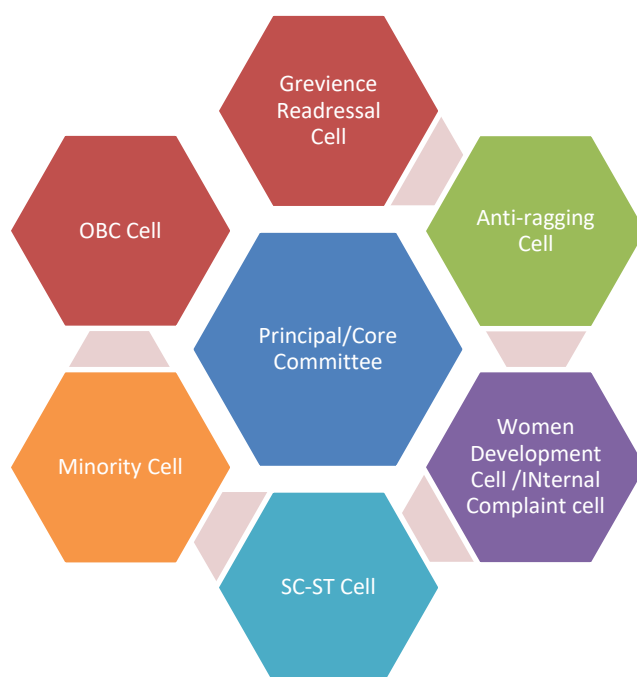 Grevience
Readressal
Cell
OBC Cell
Anti-ragging
Cell
Principal/Core
Committee
Minority Cell
Women
Development
Cell /INternal
Complaint cell
SC-ST Cell